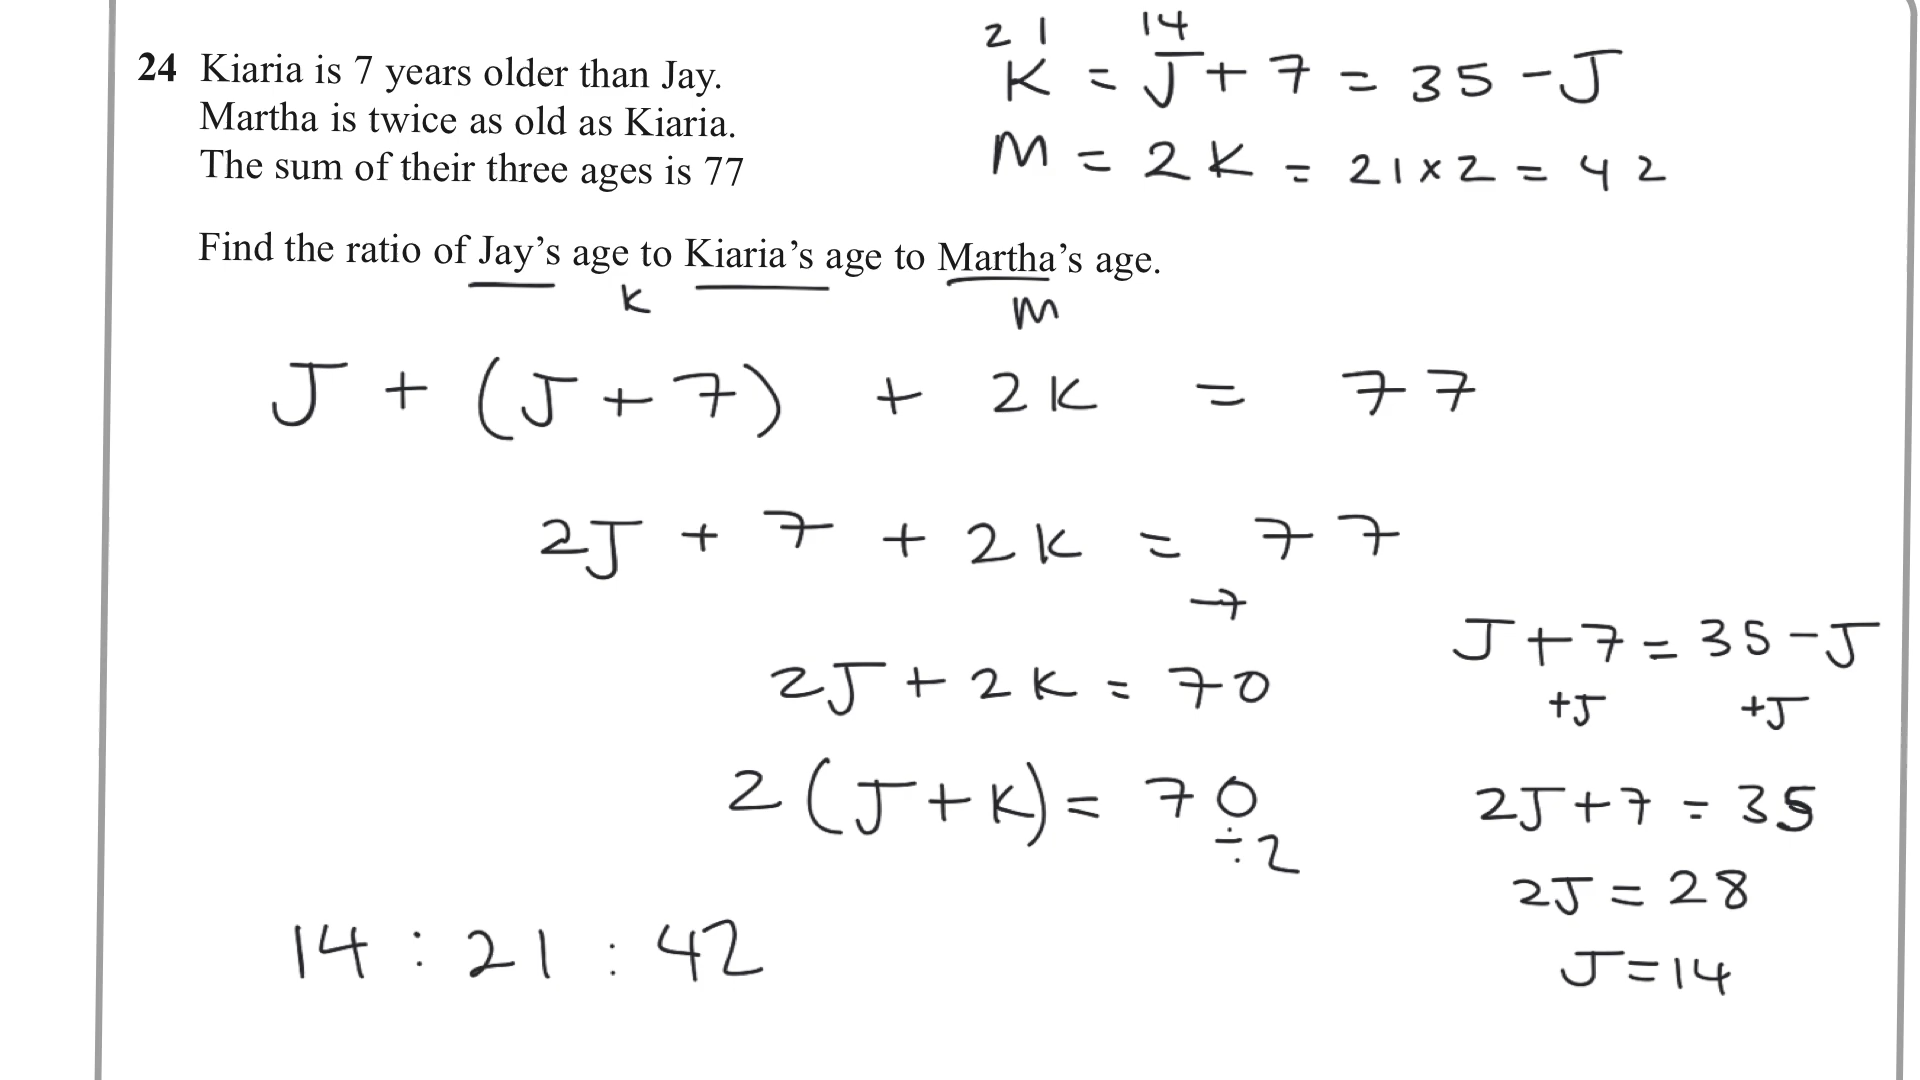 24 Kiaria is 7 years older than Jay.
Martha is twice as old as Kiaria.
The sum of their three ages is 77
21 14
K = J + 7 = 35 - J
M = 2K = 21 x 2 = 42
Find the ratio of Jay's age to Kiaria's age to Martha's age.
K M
J + (J + 7) + 2K = 77
2J + 7 + 2K = 77
-7
2J + 2K = 70
2(J + K) = 70
÷2
J + 7 = 35 - J
+J +J
2J + 7 = 35
2J = 28
J = 14
14 : 21 : 42